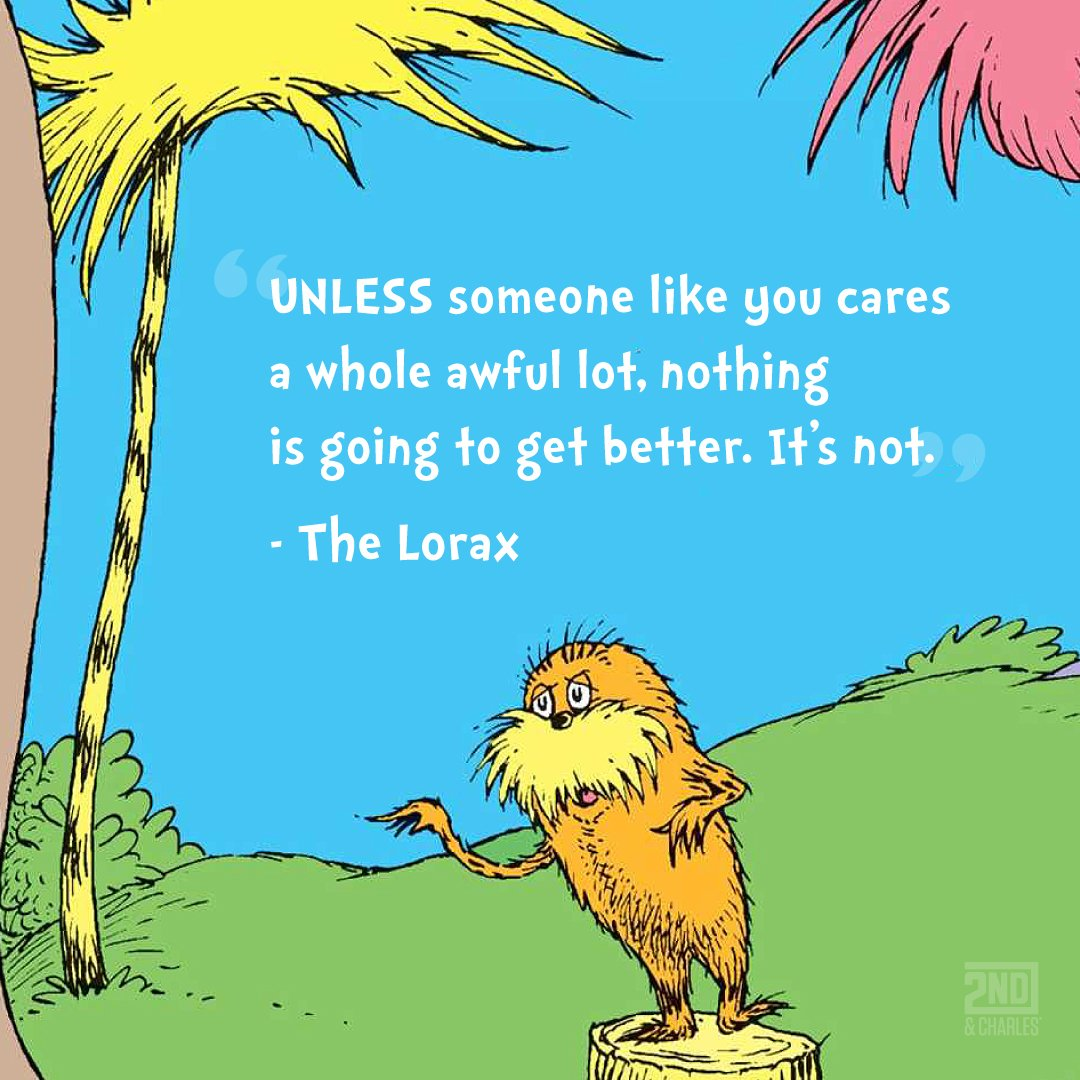 “UNLESS someone like you cares
a whole awful lot, nothing
is going to get better. It’s not.”
- The Lorax
2ND
& CHARLES